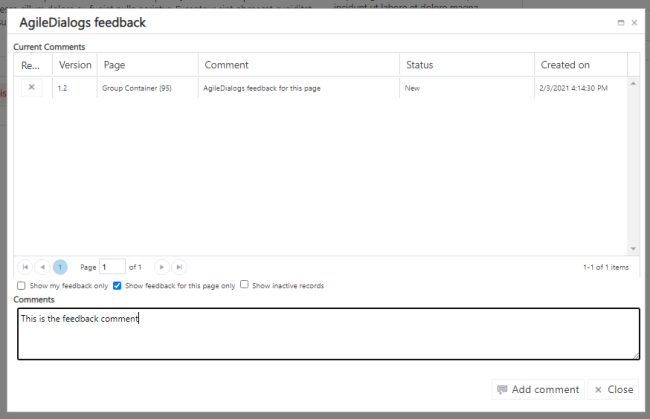 AgileDialogs feedback
Current Comments
Re... Version Page Comment Status Created on
1.2 Group Container (95) AgileDialogs feedback for this page New 2/3/2021 4:14:30 PM
1 Page 1 of 1 1-1 of 1 items
Show my feedback only Show feedback for this page only Show inactive records
Comments
This is the feedback comment
Add comment Close